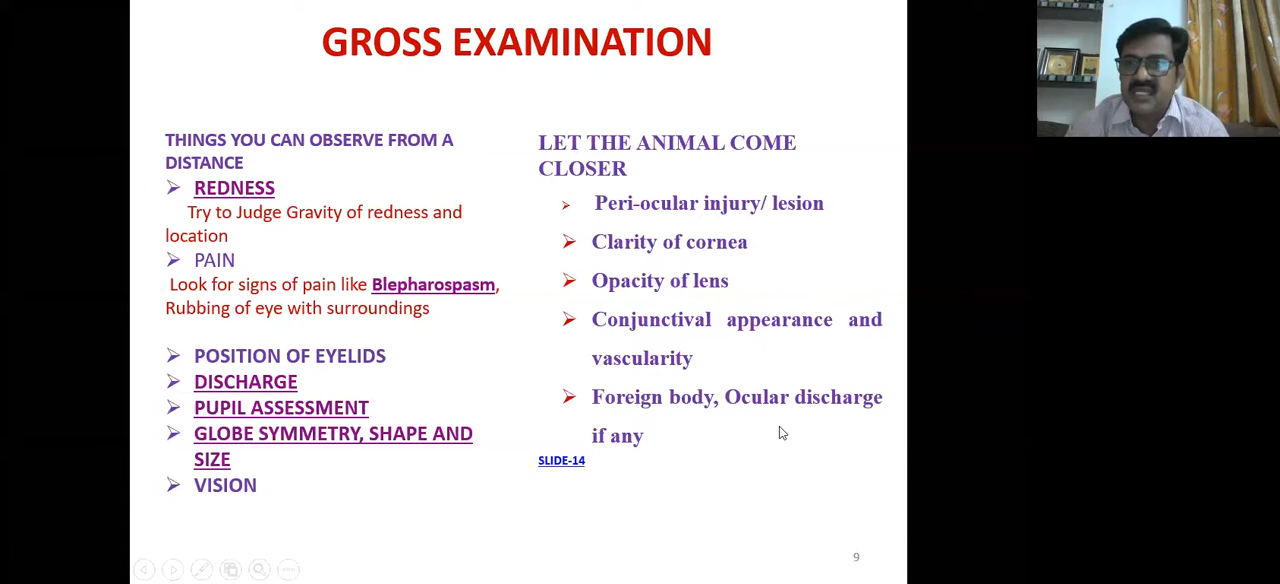 GROSS EXAMINATION
THINGS YOU CAN OBSERVE FROM A
DISTANCE
➢ REDNESS
Try to Judge Gravity of redness and
location
➢ PAIN
Look for signs of pain like Blepharospasm,
Rubbing of eye with surroundings
➢ POSITION OF EYELIDS
➢ DISCHARGE
➢ PUPIL ASSESSMENT
➢ GLOBE SYMMETRY, SHAPE AND
SIZE
➢ VISION
LET THE ANIMAL COME
CLOSER
➢ Peri-ocular injury/ lesion
➢ Clarity of cornea
➢ Opacity of lens
➢ Conjunctival appearance and
vascularity
➢ Foreign body, Ocular discharge
if any
SLIDE-14
9